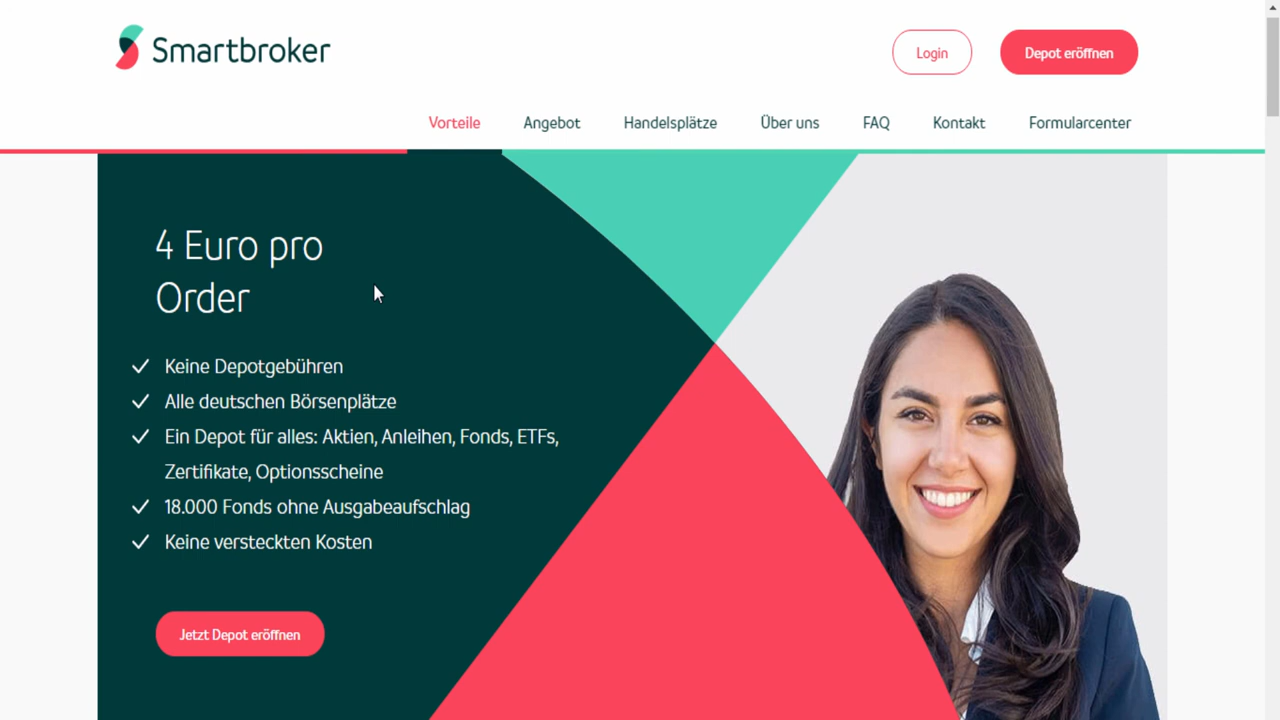 Smartbroker
Login
Depot eröffnen
Vorteile
Angebot
Handelsplätze
Über uns
FAQ
Kontakt
Formularcenter
4 Euro pro
Order
Keine Depotgebühren
Alle deutschen Börsenplätze
Ein Depot für alles: Aktien, Anleihen, Fonds, ETFs,
Zertifikate, Optionsscheine
18.000 Fonds ohne Ausgabeaufschlag
Keine versteckten Kosten
Jetzt Depot eröffnen